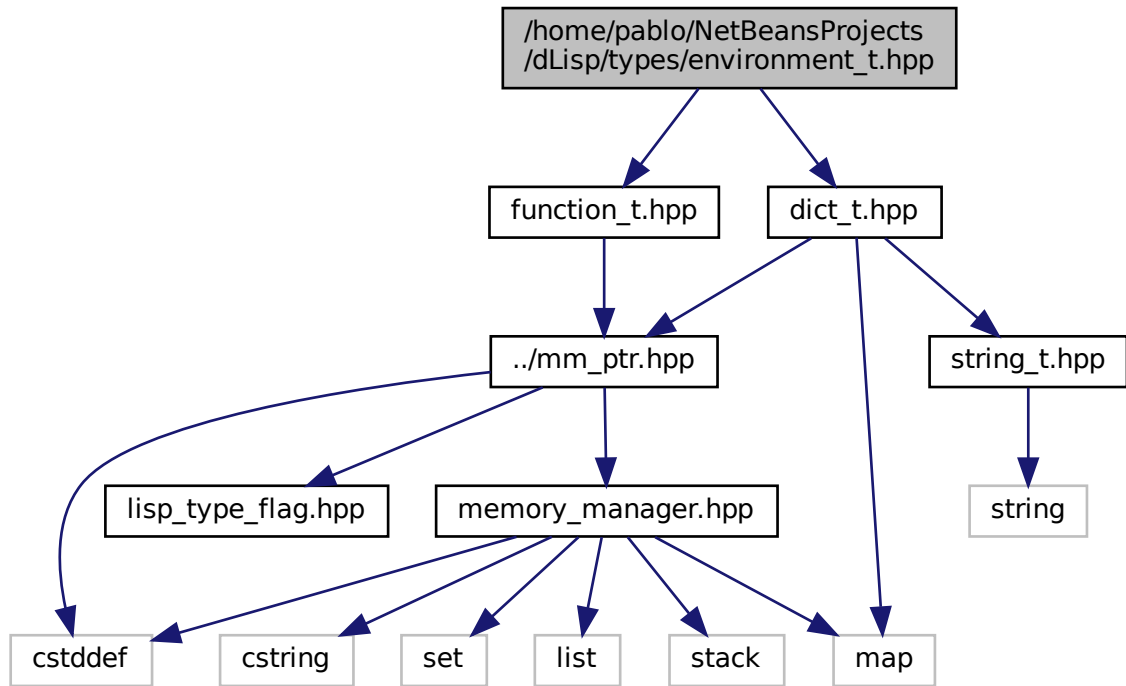 /home/pablo/NetBeansProjects
/dLisp/types/environment_t.hpp
function_t.hpp
dict_t.hpp
../mm_ptr.hpp
string_t.hpp
lisp_type_flag.hpp
memory_manager.hpp
string
cstddef
cstring
set
list
stack
map